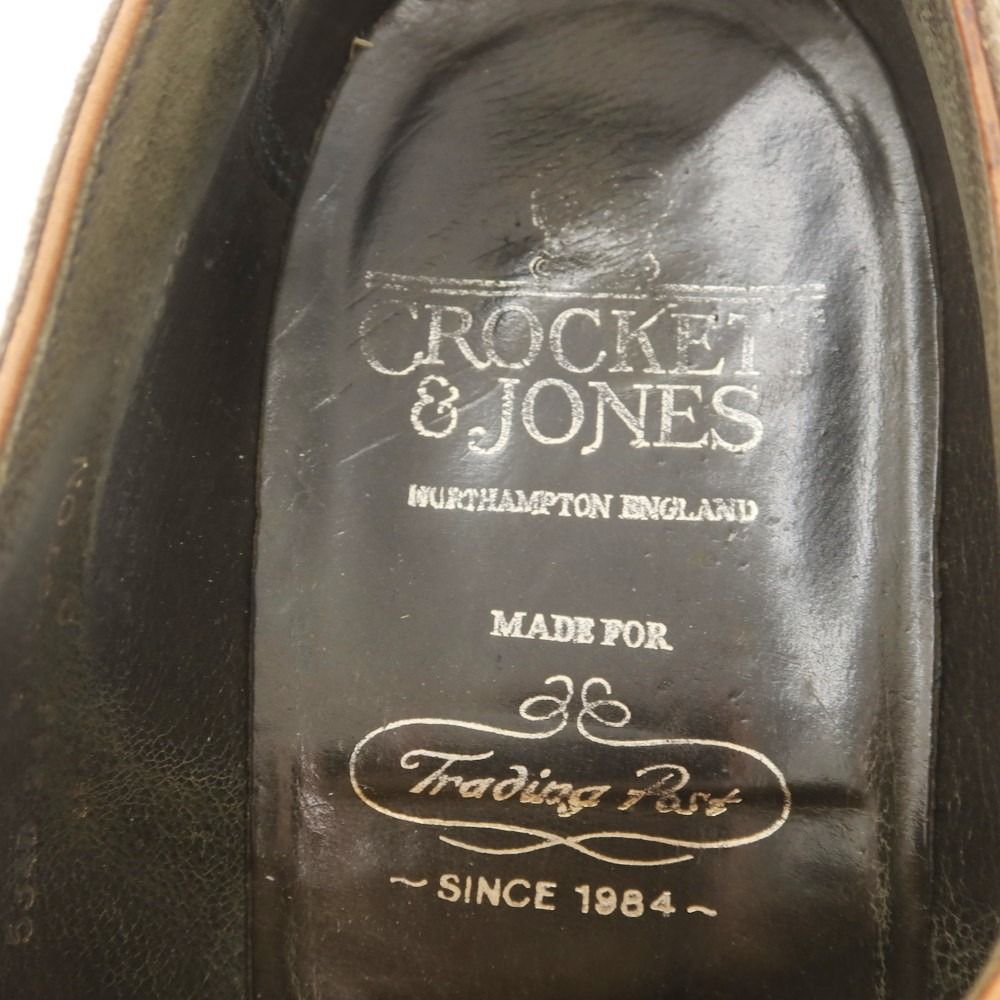 CROCKETT
& JONES
NORTHAMPTON ENGLAND
MADE FOR
Trading Post
~ SINCE 1984 ~